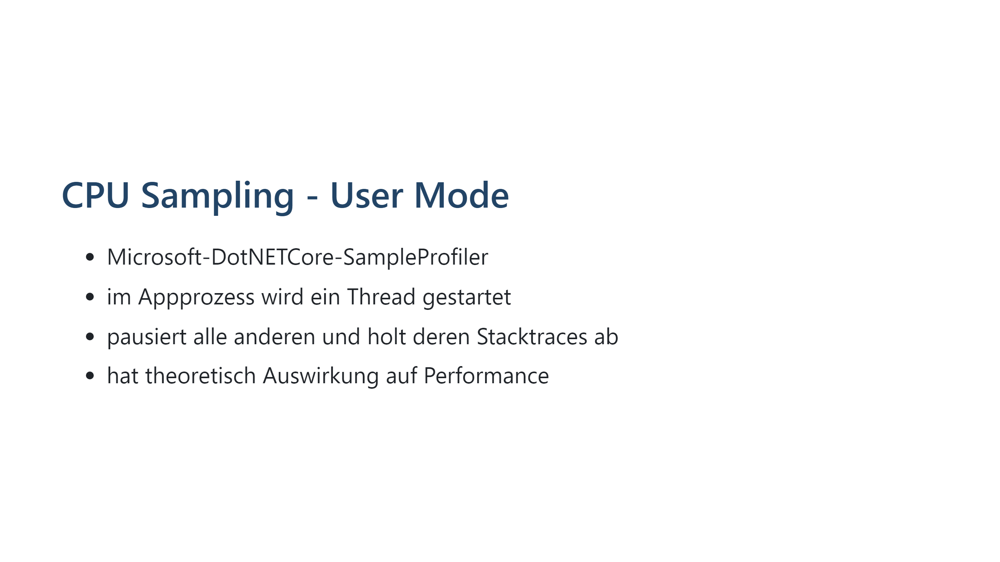 CPU Sampling - User Mode
• Microsoft-DotNETCore-SampleProfiler
• im Appprozess wird ein Thread gestartet
• pausiert alle anderen und holt deren Stacktraces ab
• hat theoretisch Auswirkung auf Performance